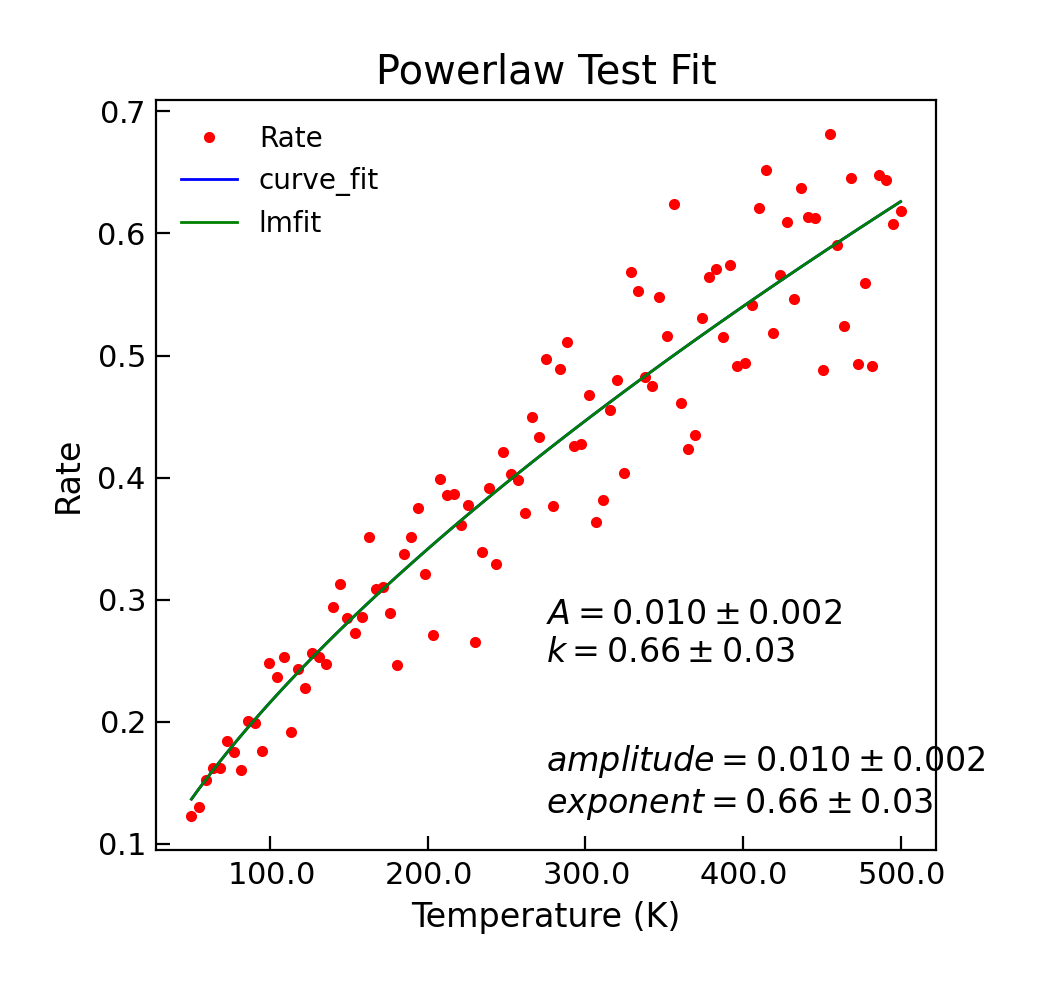 Powerlaw Test Fit
0.7
0.6
0.5
0.4
0.3
0.2
0.1
Rate
Rate
curve_fit
lmfit
A = 0.010 ± 0.002
k = 0.66 ± 0.03
amplitude = 0.010 ± 0.002
exponent = 0.66 ± 0.03
100.0 200.0 300.0 400.0 500.0
Temperature (K)